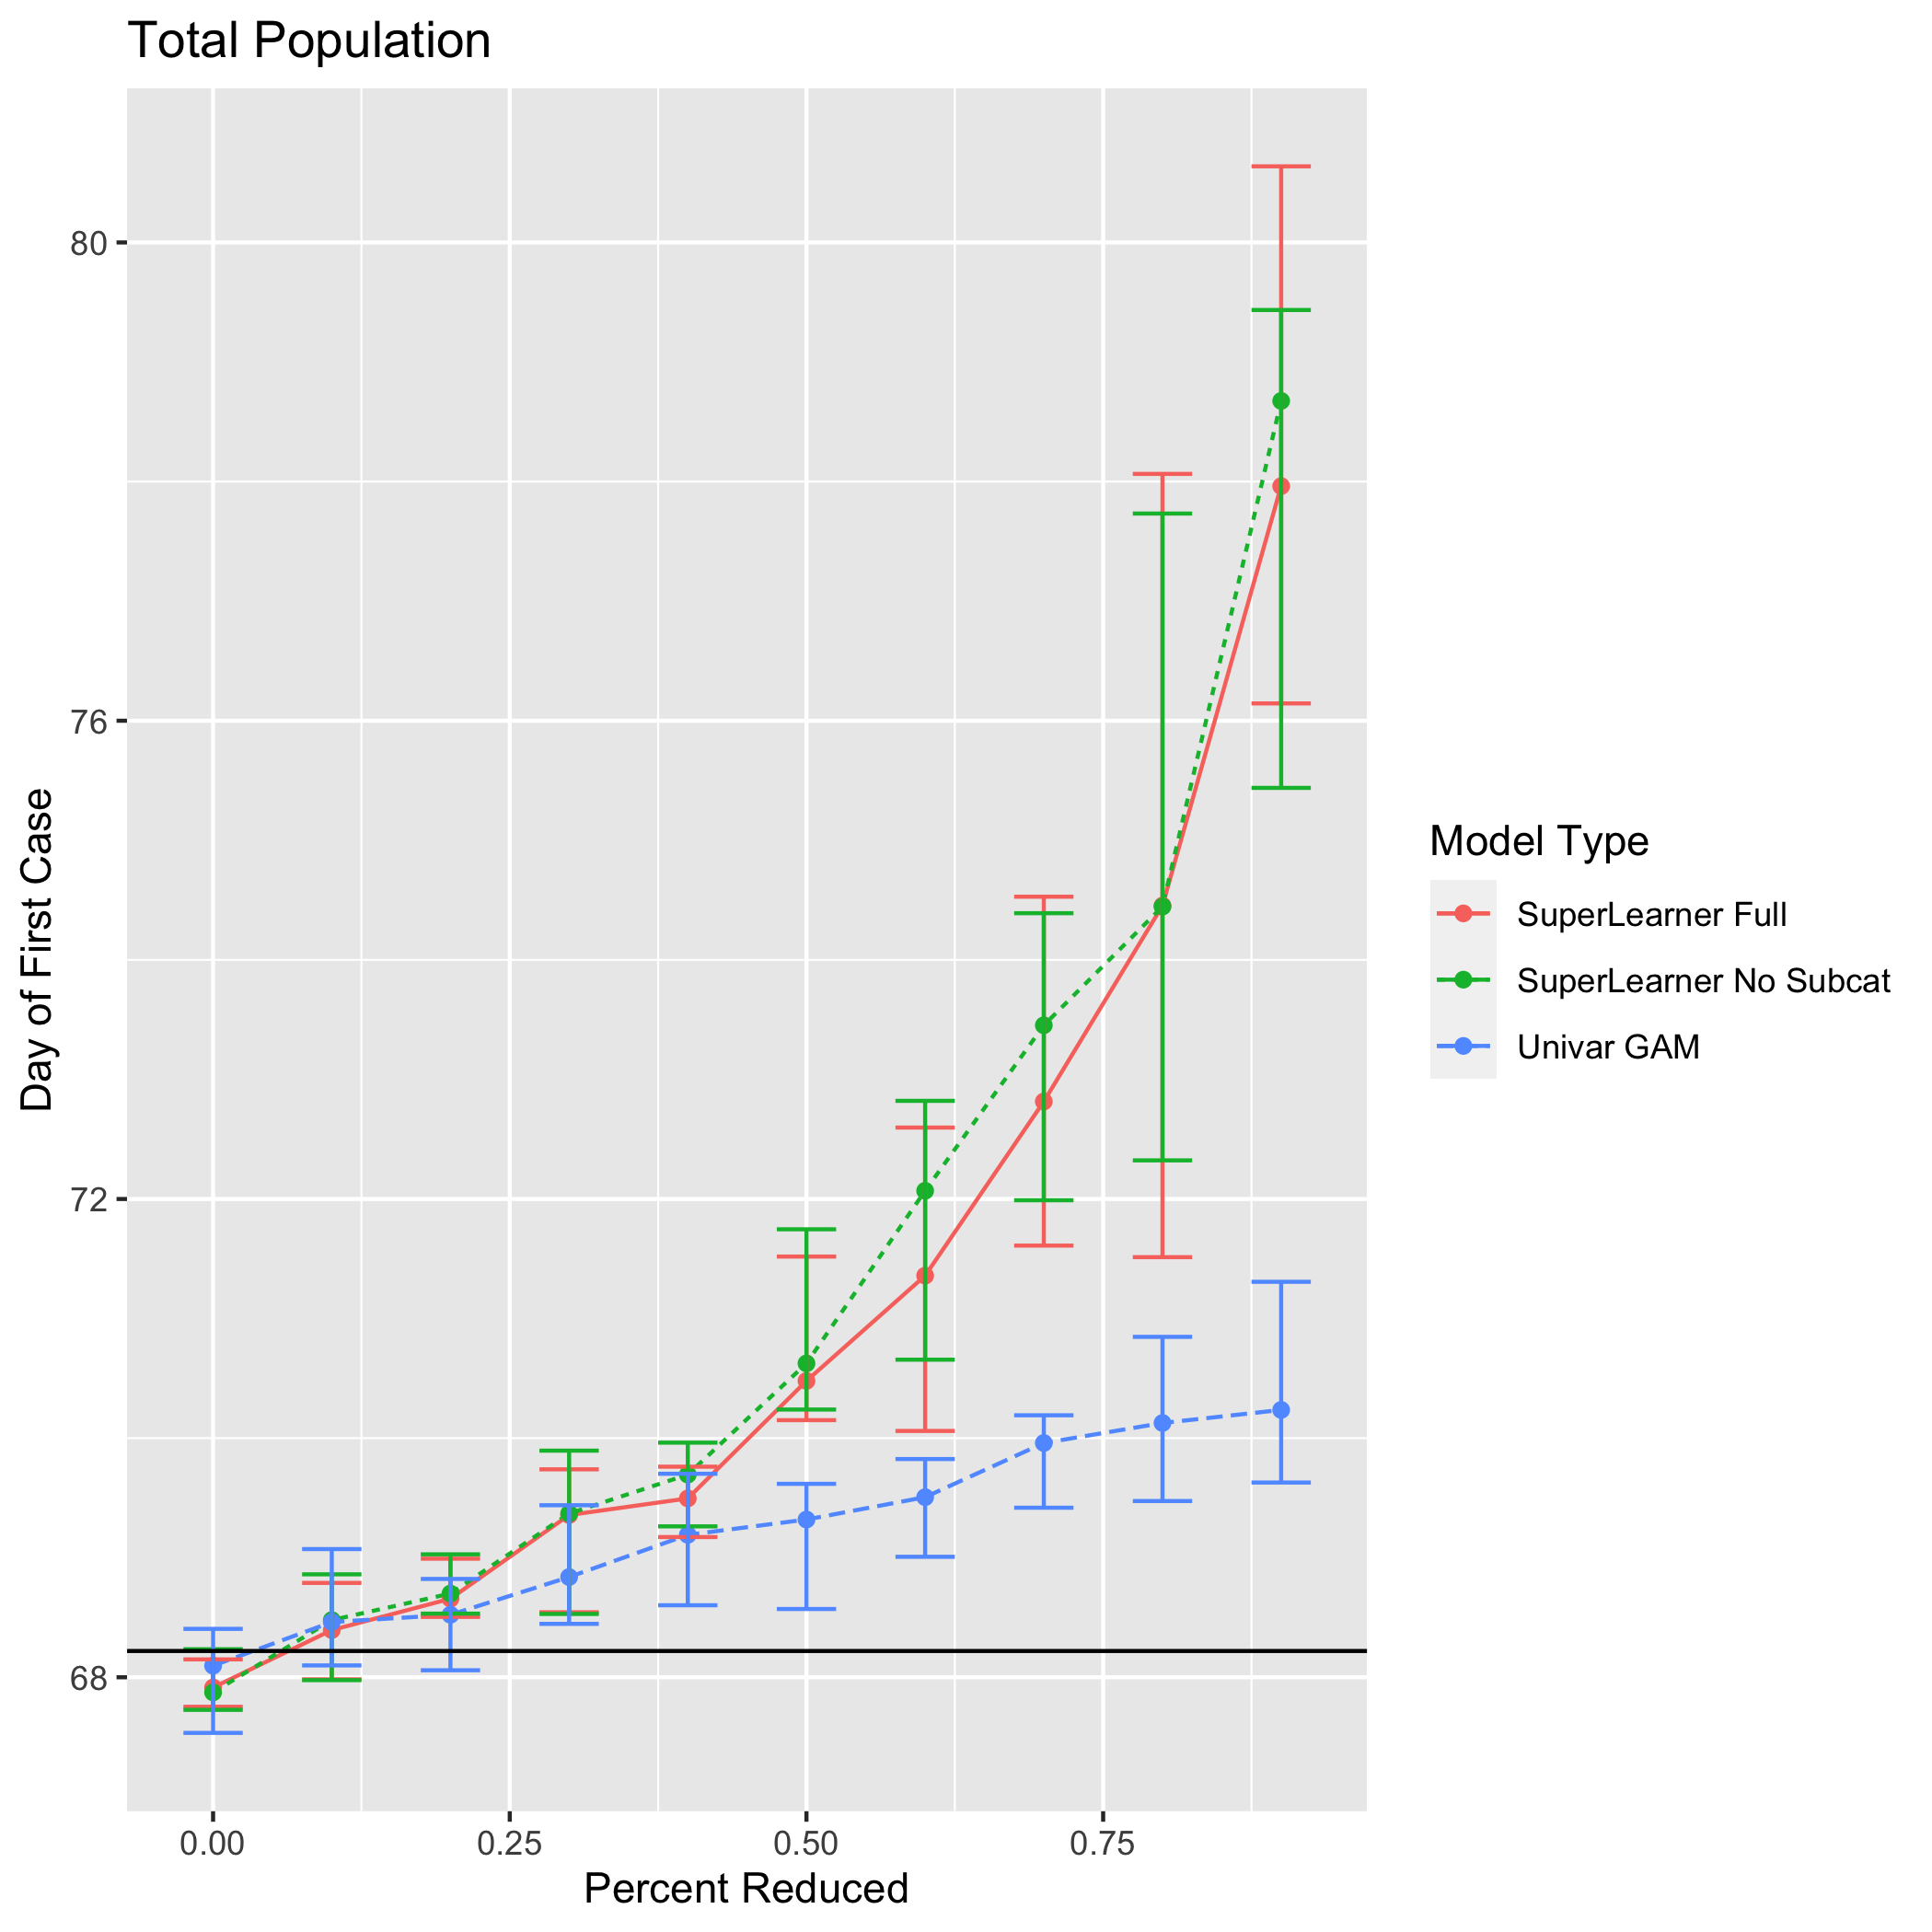 Total Population
80
76
72
68
Day of First Case
0.00 0.25 0.50 0.75
Percent Reduced
Model Type
SuperLearner Full
SuperLearner No Subcat
Univar GAM